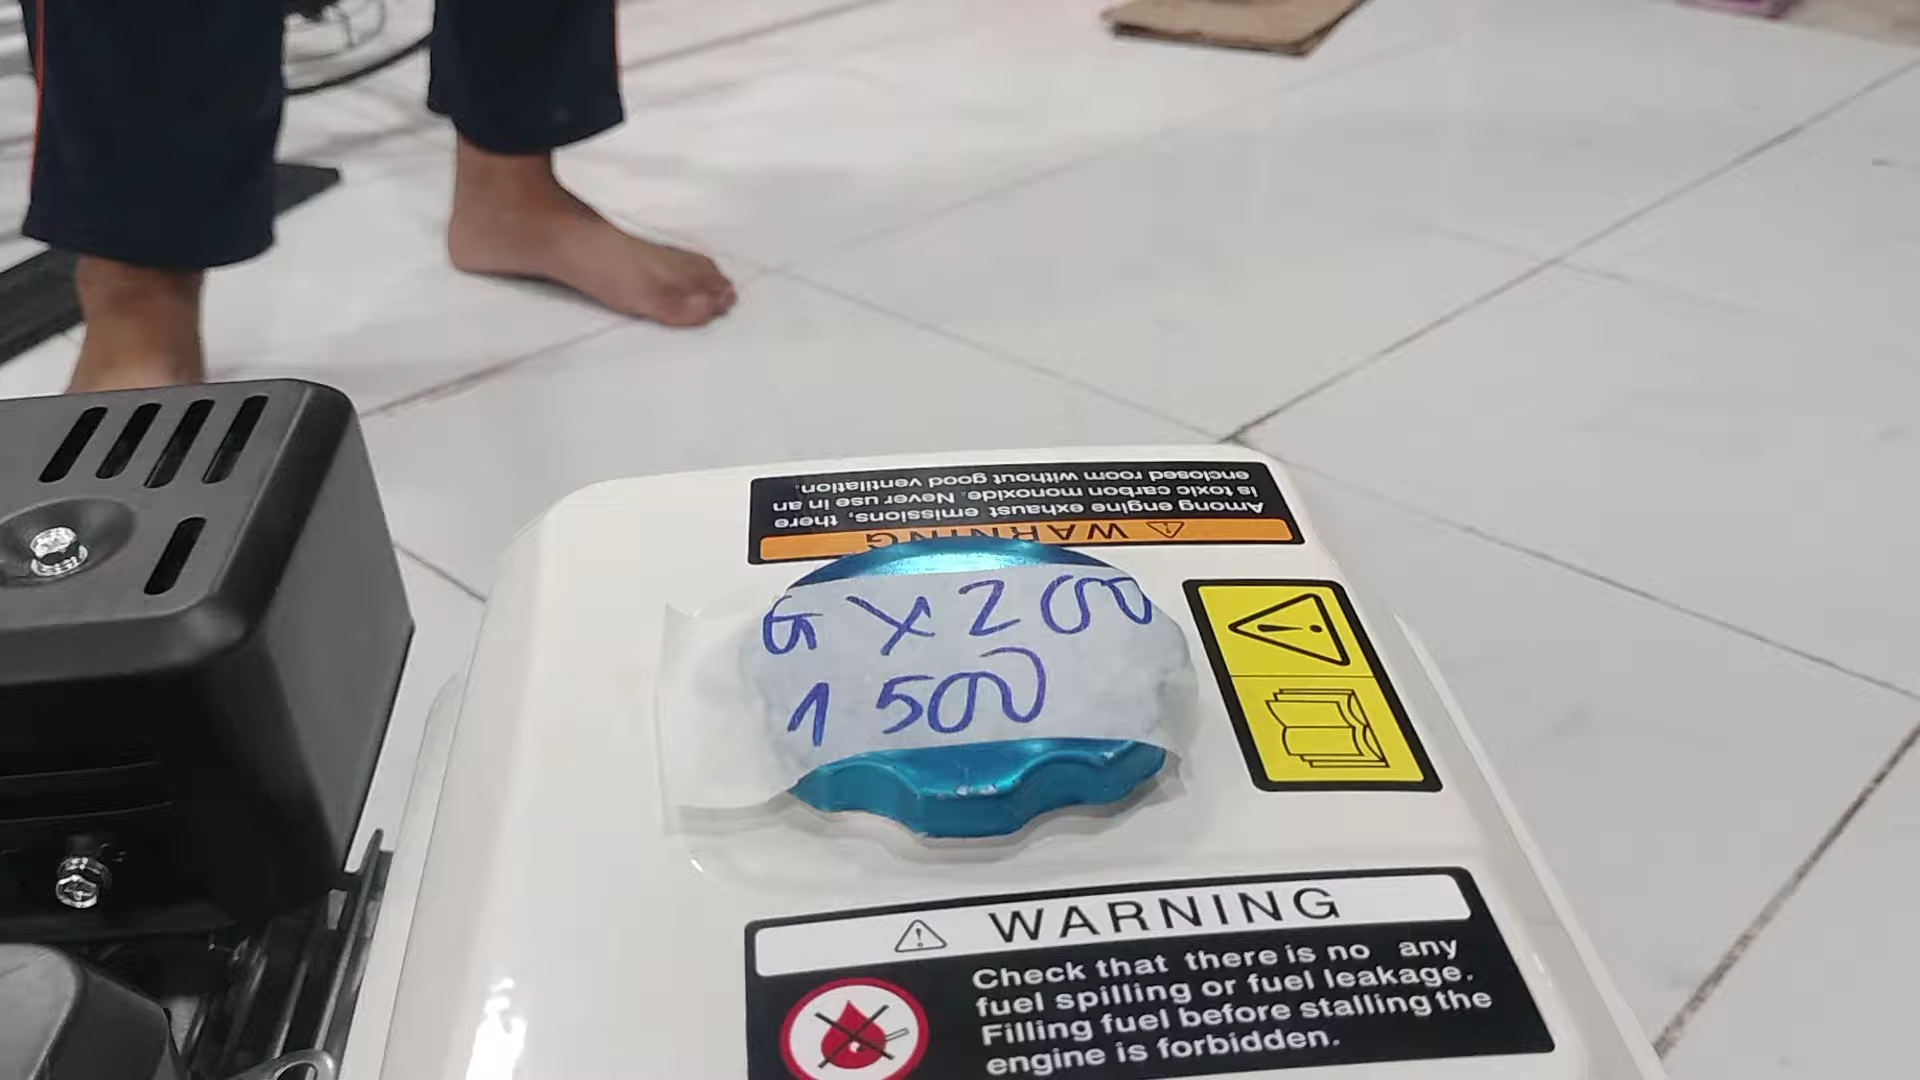 WARNING
Among engine exhaust emissions, there
is toxic carbon monoxide. Never use in an
enclosed room without good ventilation.
GX200
1500
WARNING
Check that there is no any
fuel spilling or fuel leakage.
Filling fuel before stalling the
engine is forbidden.